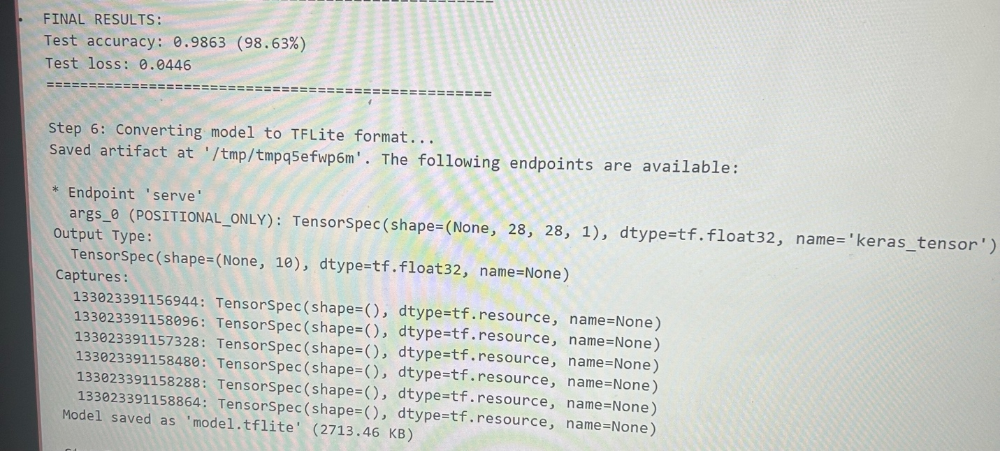 FINAL RESULTS:
Test accuracy: 0.9863 (98.63%)
Test loss: 0.0446
====================================================
Step 6: Converting model to TFLite format...
Saved artifact at '/tmp/tmpq5efwp6m'. The following endpoints are available:
* Endpoint 'serve'
args_0 (POSITIONAL_ONLY): TensorSpec(shape=(None, 28, 28, 1), dtype=tf.float32, name='keras_tensor')
Output Type:
TensorSpec(shape=(None, 10), dtype=tf.float32, name=None)
Captures:
133023391156944: TensorSpec(shape=(), dtype=tf.resource, name=None)
133023391158096: TensorSpec(shape=(), dtype=tf.resource, name=None)
133023391157328: TensorSpec(shape=(), dtype=tf.resource, name=None)
133023391158480: TensorSpec(shape=(), dtype=tf.resource, name=None)
133023391158288: TensorSpec(shape=(), dtype=tf.resource, name=None)
133023391158864: TensorSpec(shape=(), dtype=tf.resource, name=None)
Model saved as 'model.tflite' (2713.46 KB)